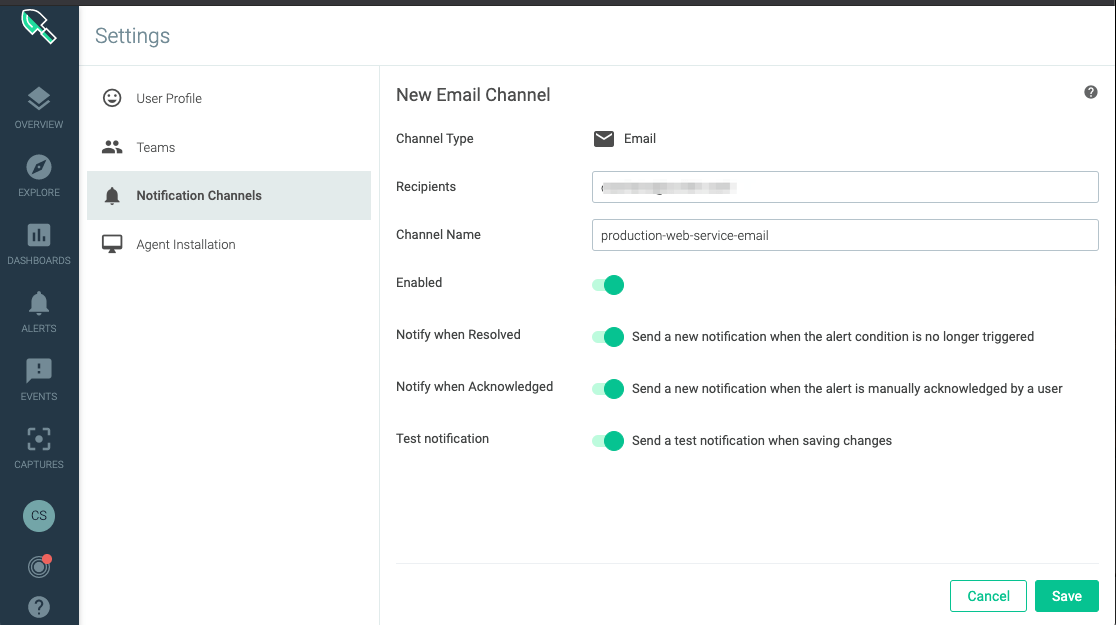 Settings
OVERVIEW
EXPLORE
DASHBOARDS
ALERTS
EVENTS
CAPTURES
CS
User Profile
Teams
Notification Channels
Agent Installation
New Email Channel
Channel Type
Email
Recipients
Channel Name
production-web-service-email
Enabled
Notify when Resolved
Send a new notification when the alert condition is no longer triggered
Notify when Acknowledged
Send a new notification when the alert is manually acknowledged by a user
Test notification
Send a test notification when saving changes
Cancel
Save